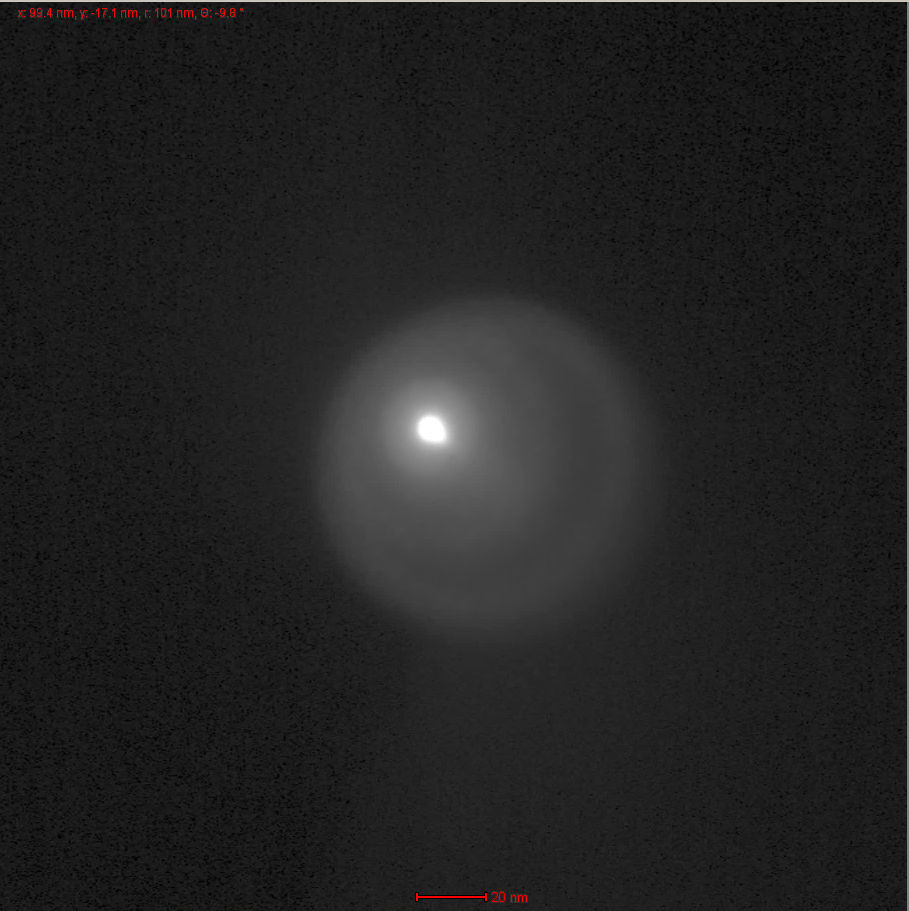 x: 99.4 nm, y: -17.1 nm, r: 101 nm, Θ: -9.8 °
20 nm